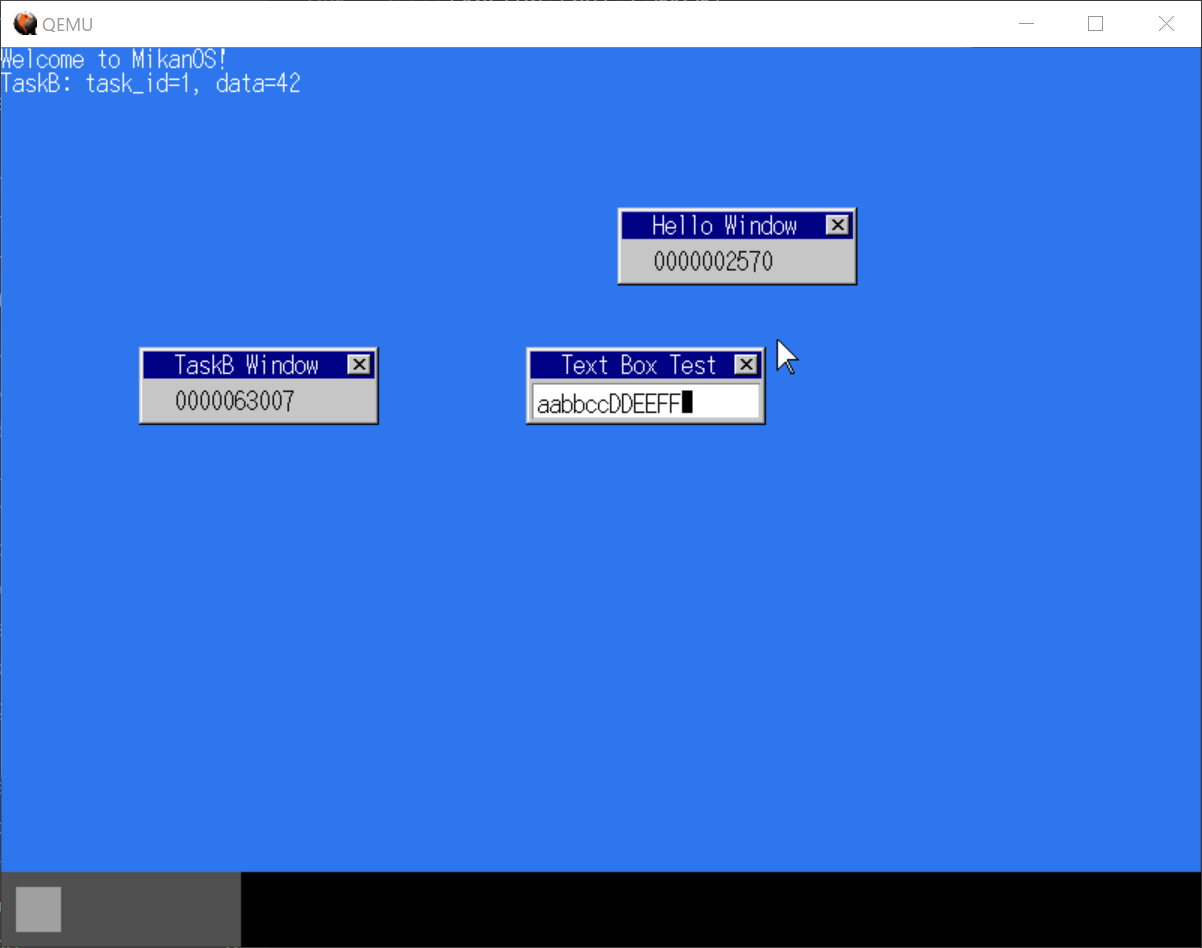 QEMU
Welcome to MikanOS!
TaskB: task_id=1, data=42
Hello Window
0000002570
TaskB Window
0000063007
Text Box Test
aabbccDDEEFF